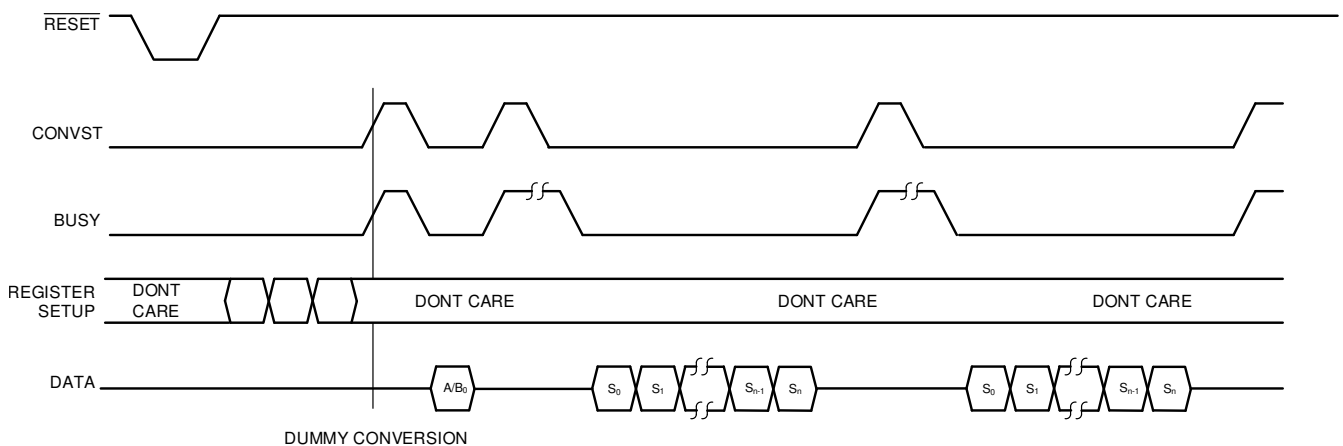 RESET
CONVST
BUSY
REGISTER
SETUP
DONT
CARE
DONT CARE
DONT CARE
DONT CARE
DATA
A/B₀
S₀
S₁
Sₙ₋₁
Sₙ
S₀
S₁
Sₙ₋₁
Sₙ
DUMMY CONVERSION